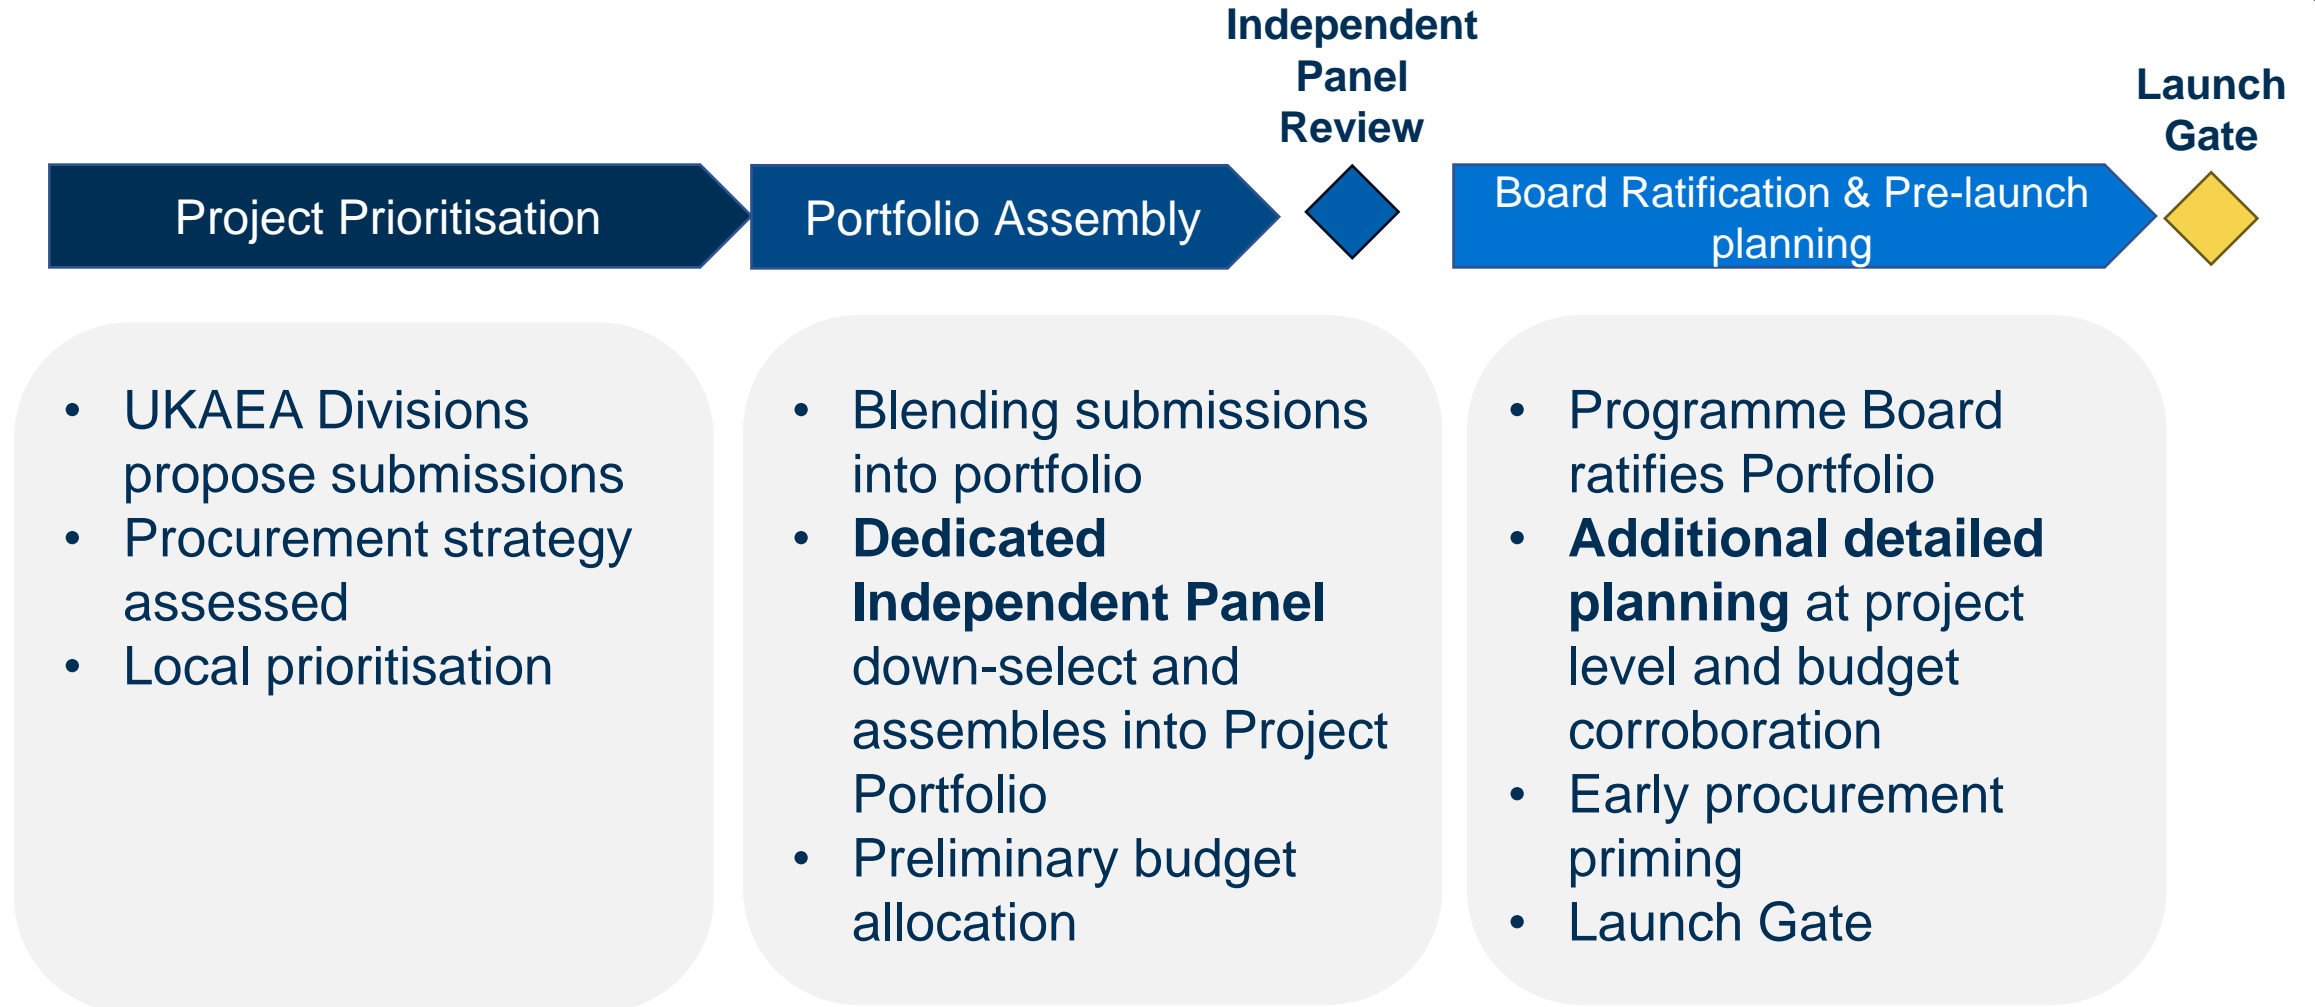 Independent
Panel
Review
Launch
Gate
Project Prioritisation
Portfolio Assembly
Board Ratification & Pre-launch
planning
• UKAEA Divisions
propose submissions
• Procurement strategy
assessed
• Local prioritisation
• Blending submissions
into portfolio
• Dedicated
Independent Panel
down-select and
assembles into Project
Portfolio
• Preliminary budget
allocation
• Programme Board
ratifies Portfolio
• Additional detailed
planning at project
level and budget
corroboration
• Early procurement
priming
• Launch Gate